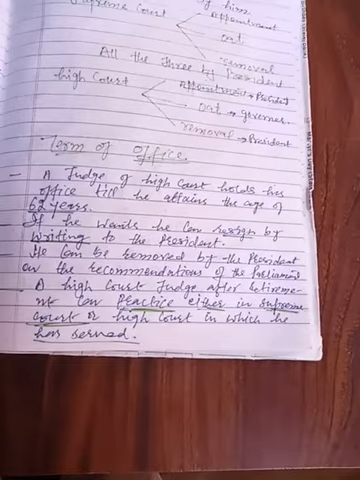 by him
Supreme Court
Appointment
oat
removal
All the three by President
high Court
Appointment → President
oat → governer.
removal → President
Term of office.
— A Judge of high Court holds his
office till he attains the age of
62 years.
— If he wants he can resign by
writing to the President.
— He can be removed by the President
on the recommendations of the Parliament
— A high Court Judge after retireme-
nt can practice either in supreme
court or high Court in which he
has served.